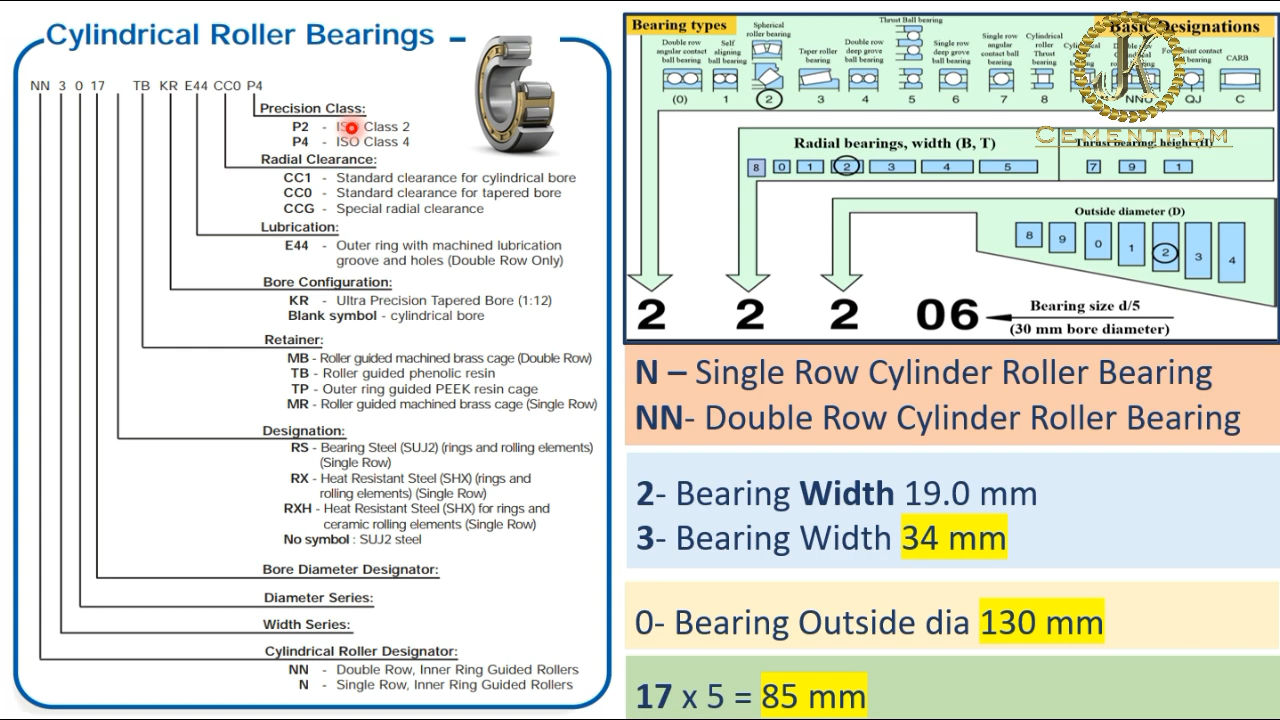 Cylindrical Roller Bearings
NN 3 0 17 TB KR E44 CC0 P4
Precision Class:
P2 - ISO Class 2
P4 - ISO Class 4
Radial Clearance:
CC1 - Standard clearance for cylindrical bore
CC0 - Standard clearance for tapered bore
CCG - Special radial clearance
Lubrication:
E44 - Outer ring with machined lubrication
groove and holes (Double Row Only)
Bore Configuration:
KR - Ultra Precision Tapered Bore (1:12)
Blank symbol - cylindrical bore
Retainer:
MB - Roller guided machined brass cage (Double Row)
TB - Roller guided phenolic resin
TP - Outer ring guided PEEK resin cage
MR - Roller guided machined brass cage (Single Row)
Designation:
RS - Bearing Steel (SUJ2) (rings and rolling elements)
(Single Row)
RX - Heat Resistant Steel (SHX) (rings and
rolling elements) (Single Row)
RXH - Heat Resistant Steel (SHX) for rings and
ceramic rolling elements (Single Row)
No symbol : SUJ2 steel
Bore Diameter Designator:
Diameter Series:
Width Series:
Cylindrical Roller Designator:
NN - Double Row, Inner Ring Guided Rollers
N - Single Row, Inner Ring Guided Rollers
Bearing types
Basic Designations
Double row
angular contact
ball bearing
Self
aligning
ball bearing
Spherical
roller bearing
Taper roller
bearing
Double row
deep grove
ball bearing
Thrust Ball bearing
Single row
deep grove
ball bearing
Single row
angular
contact ball
bearing
Cylindrical
roller
Thrust
bearing
contact
bearing
CARB
(0) 1 2 3 4 5 6 7 8 NNU QJ C
CEMENTRDM
Radial bearings, width (B, T)
Thrust bearing, height (H)
8 0 1 2 3 4 5
7 9 1
Outside diameter (D)
8 9 0 1 2 3 4
2 2 2 06
Bearing size d/5
(30 mm bore diameter)
N – Single Row Cylinder Roller Bearing
NN- Double Row Cylinder Roller Bearing
2- Bearing Width 19.0 mm
3- Bearing Width 34 mm
0- Bearing Outside dia 130 mm
17 x 5 = 85 mm